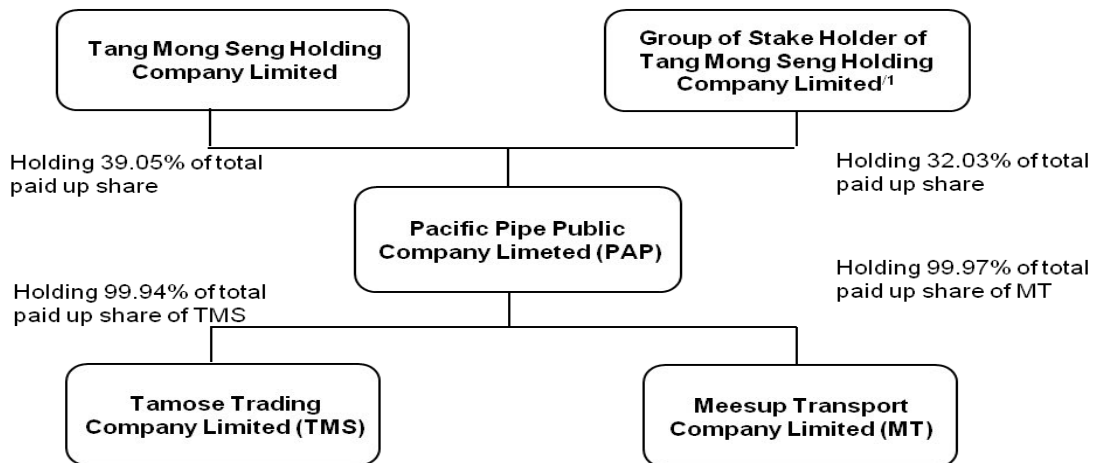 Tang Mong Seng Holding
Company Limited
Group of Stake Holder of
Tang Mong Seng Holding
Company Limited/1
Holding 39.05% of total
paid up share
Holding 32.03% of total
paid up share
Pacific Pipe Public
Company Limeted (PAP)
Holding 99.94% of total
paid up share of TMS
Holding 99.97% of total
paid up share of MT
Tamose Trading
Company Limited (TMS)
Meesup Transport
Company Limited (MT)